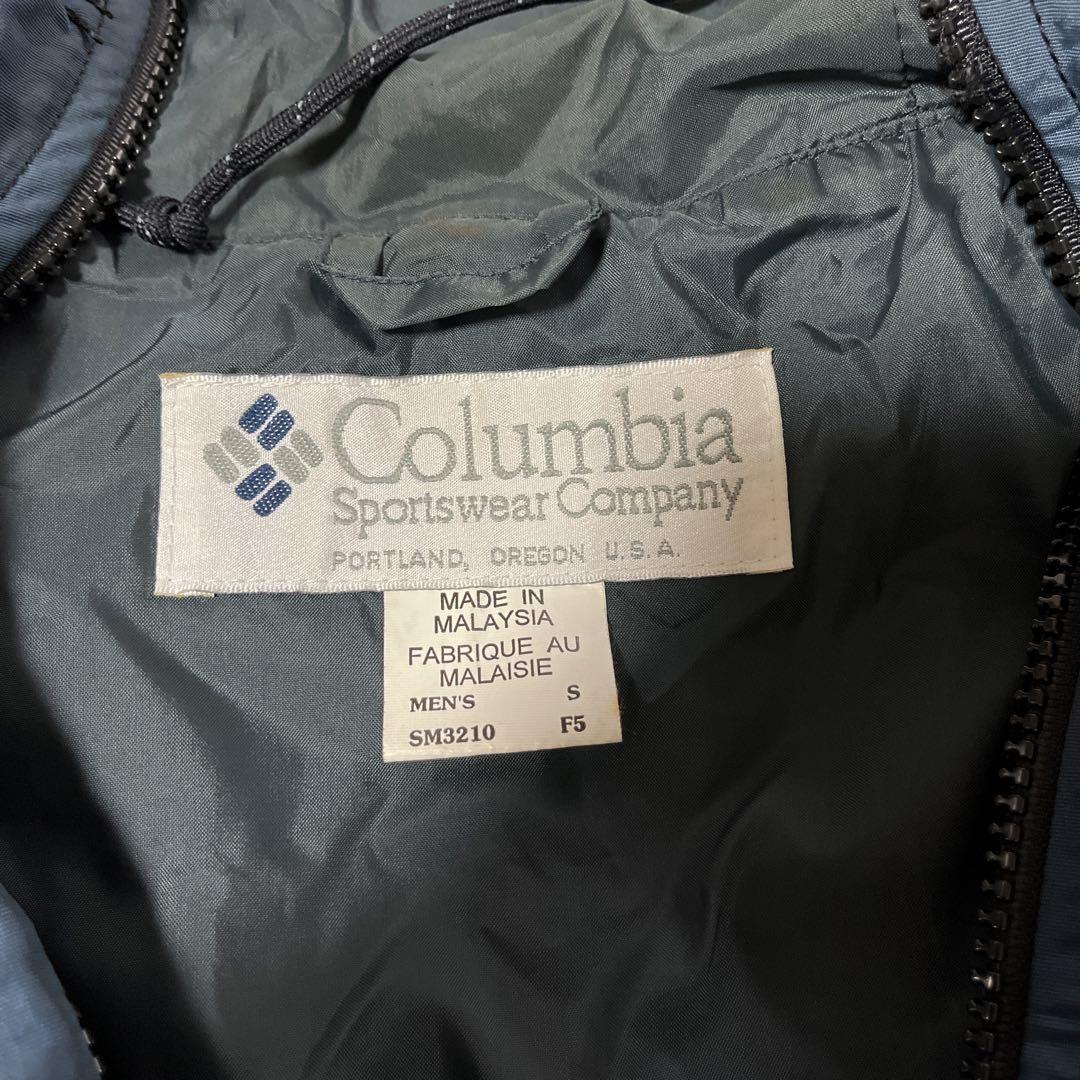 Columbia
Sportswear Company
PORTLAND, OREGON U.S.A.
MADE IN
MALAYSIA
FABRIQUE AU
MALAISIE
MEN'S S
SM3210 F5